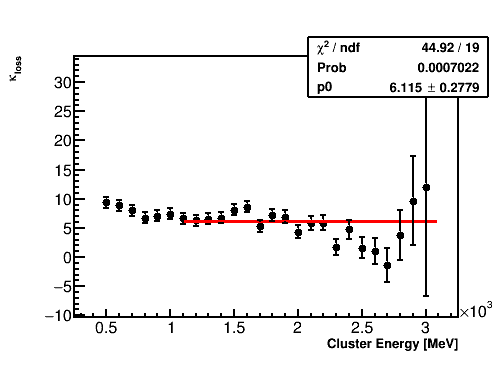 κloss
χ² / ndf 44.92 / 19
Prob 0.0007022
p0 6.115 ± 0.2779
30
25
20
15
10
5
0
−5
−10
0.5 1 1.5 2 2.5 3
×10³
Cluster Energy [MeV]